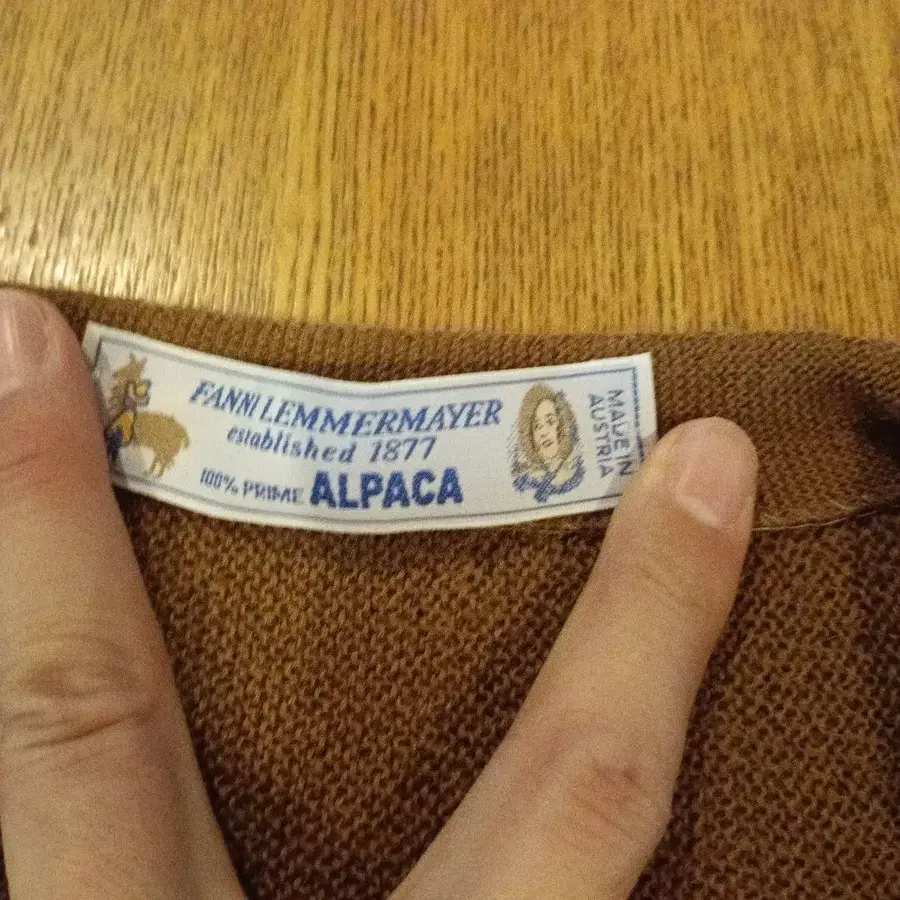 FANNI LEMMERMAYER
established 1877
100% PRIME ALPACA
MADE IN
AUSTRIA